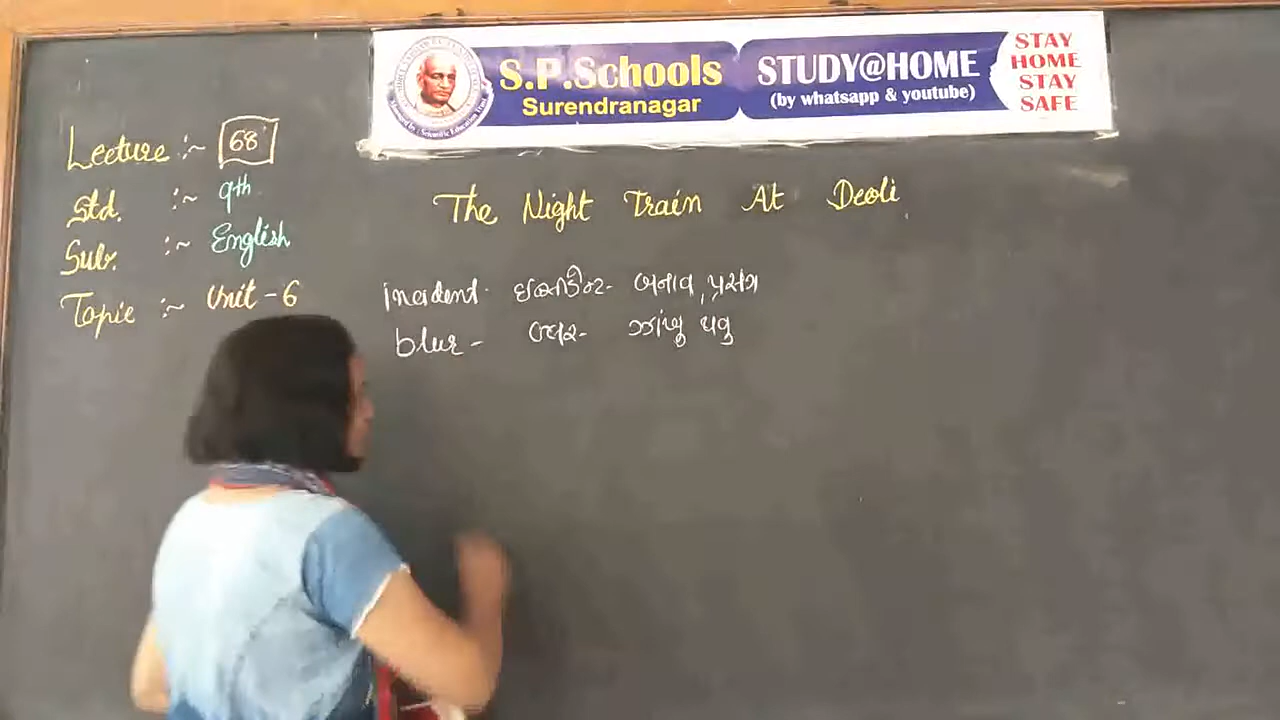 S.P.Schools
Surendranagar
STUDY@HOME
(by whatsapp & youtube)
STAY
HOME
STAY
SAFE
Lecture :~ 68
Std. :~ 9th
Sub. :~ English
Topic :~ Unit - 6
The Night Train At Deoli
incident - ઇન્સીડેન્ટ - બનાવ, પ્રસંગ
blur - બ્લર - ઝાંખુ થવુ